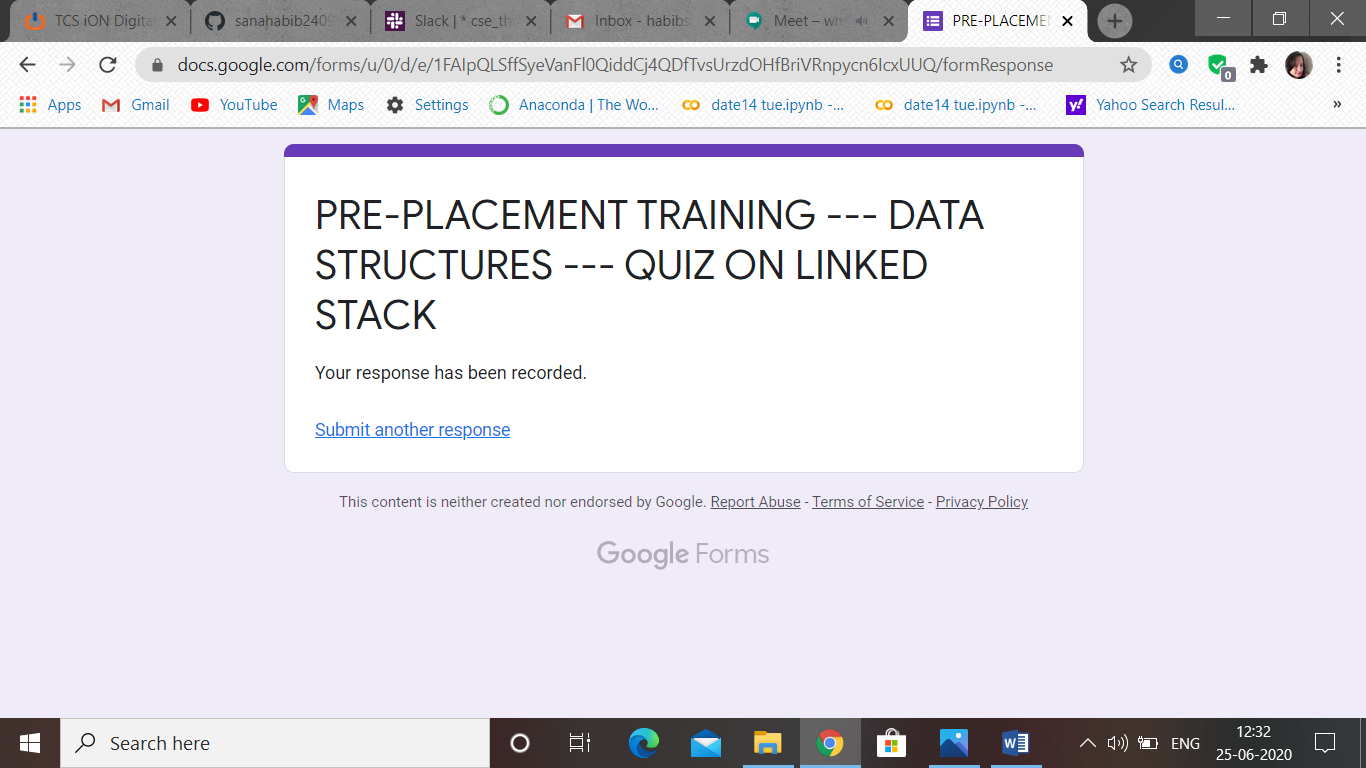 TCS iON Digita
sanahabib2409
Slack | * cse_th
Inbox - habibs
Meet – wh
PRE-PLACEMEN
docs.google.com/forms/u/0/d/e/1FAIpQLSffSyeVanFl0QiddCj4QDfTvsUrzdOHfBriVRnpycn6IcxUUQ/formResponse
0
Apps
Gmail
YouTube
Maps
Settings
Anaconda | The Wo...
date14 tue.ipynb -...
date14 tue.ipynb -...
Yahoo Search Resul...
»
PRE-PLACEMENT TRAINING --- DATA
STRUCTURES --- QUIZ ON LINKED
STACK
Your response has been recorded.
Submit another response
This content is neither created nor endorsed by Google. Report Abuse - Terms of Service - Privacy Policy
Google Forms
Search here
ENG
12:32
25-06-2020